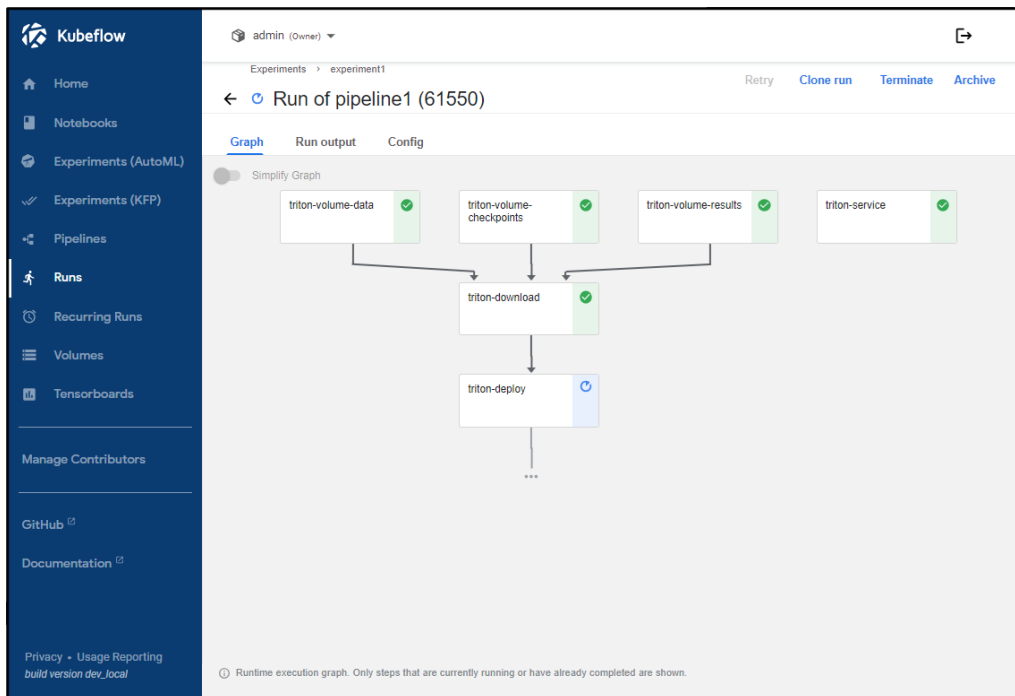 Kubeflow
Home
Notebooks
Experiments (AutoML)
Experiments (KFP)
Pipelines
Runs
Recurring Runs
Volumes
Tensorboards
Manage Contributors
GitHub
Documentation
Privacy • Usage Reporting
build version dev_local
admin (Owner)
Experiments > experiment1
Run of pipeline1 (61550)
Retry
Clone run
Terminate
Archive
Graph
Run output
Config
Simplify Graph
triton-volume-data
triton-volume-
checkpoints
triton-volume-results
triton-service
triton-download
triton-deploy
Runtime execution graph. Only steps that are currently running or have already completed are shown.